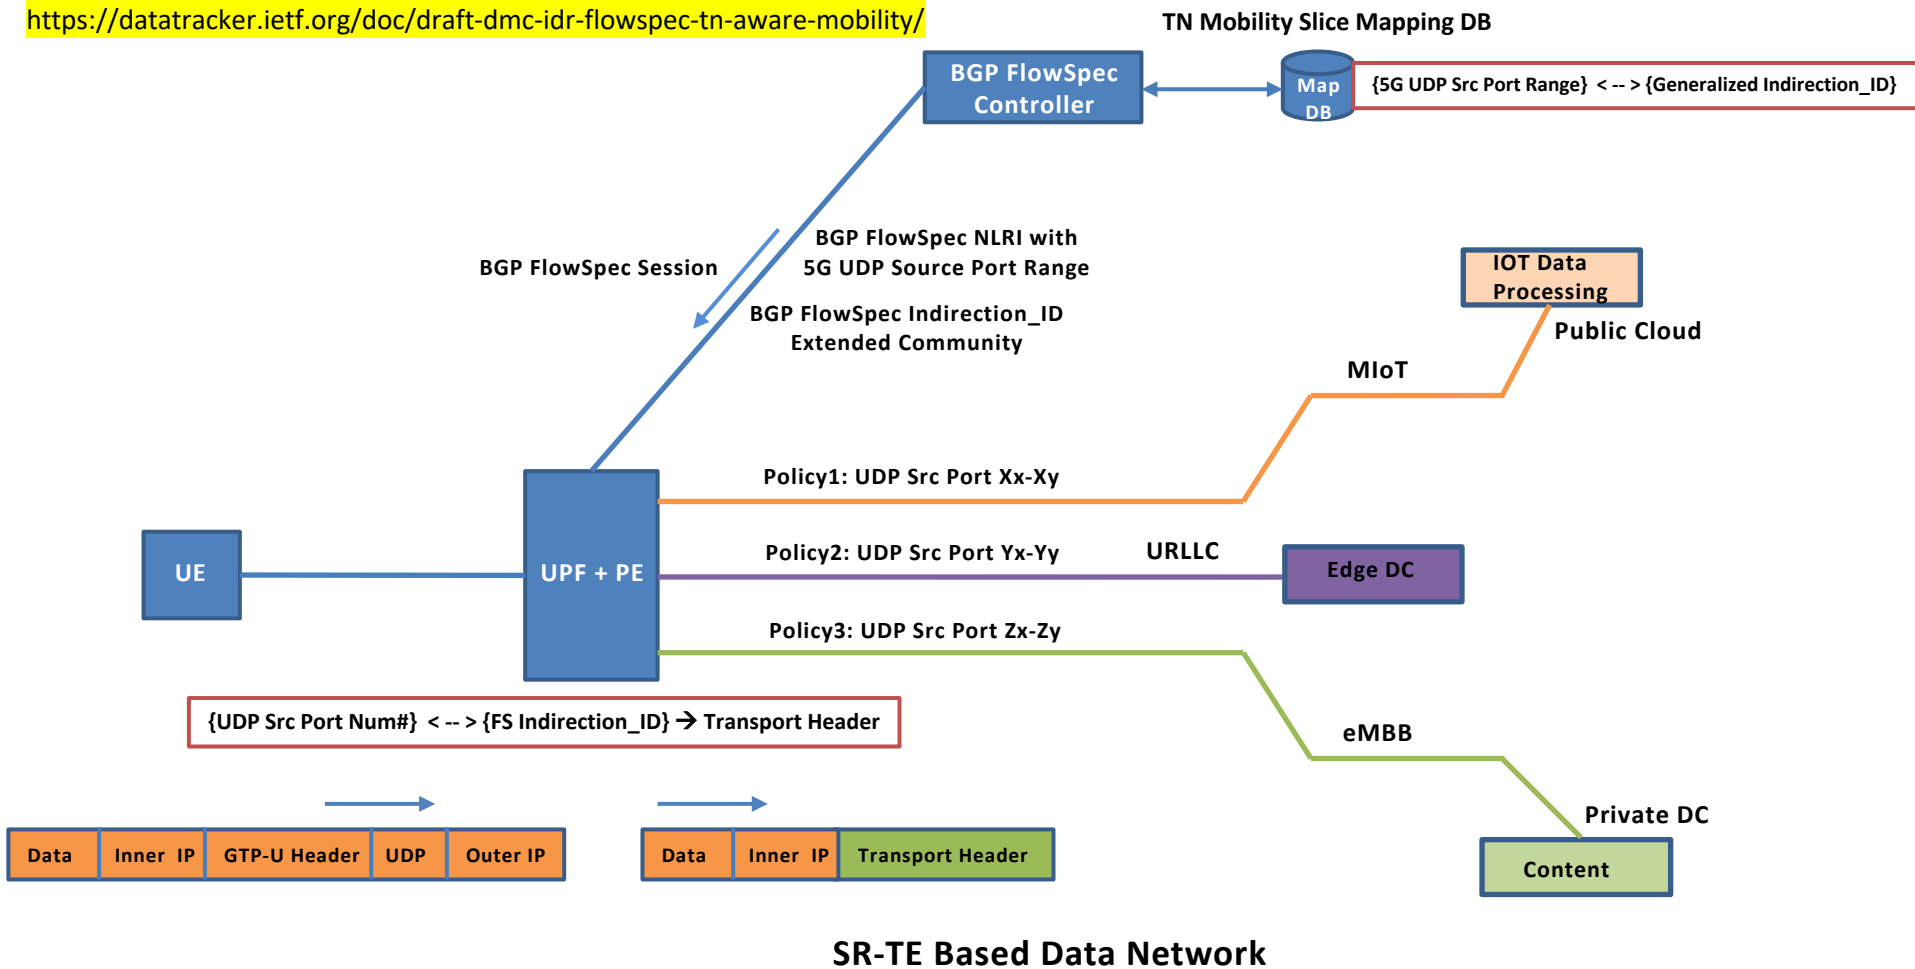 https://datatracker.ietf.org/doc/draft-dmc-idr-flowspec-tn-aware-mobility/
TN Mobility Slice Mapping DB
BGP FlowSpec
Controller
Map
DB
{5G UDP Src Port Range} < -- > {Generalized Indirection_ID}
BGP FlowSpec Session
BGP FlowSpec NLRI with
5G UDP Source Port Range
BGP FlowSpec Indirection_ID
Extended Community
IOT Data
Processing
Public Cloud
MIoT
Policy1: UDP Src Port Xx-Xy
UE
UPF + PE
Policy2: UDP Src Port Yx-Yy
URLLC
Edge DC
Policy3: UDP Src Port Zx-Zy
{UDP Src Port Num#} < -- > {FS Indirection_ID} → Transport Header
eMBB
Private DC
Content
Data Inner IP GTP-U Header UDP Outer IP
Data Inner IP Transport Header
SR-TE Based Data Network